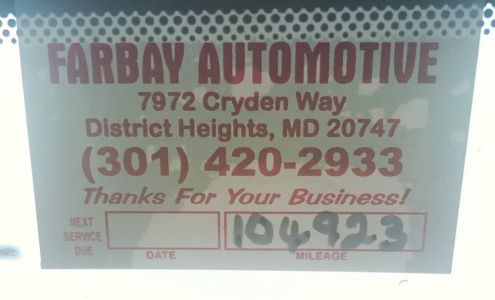 FARBAY AUTOMOTIVE
7972 Cryden Way
District Heights, MD 20747
(301) 420-2933
Thanks For Your Business!
NEXT
SERVICE
DUE
104923
DATE MILEAGE